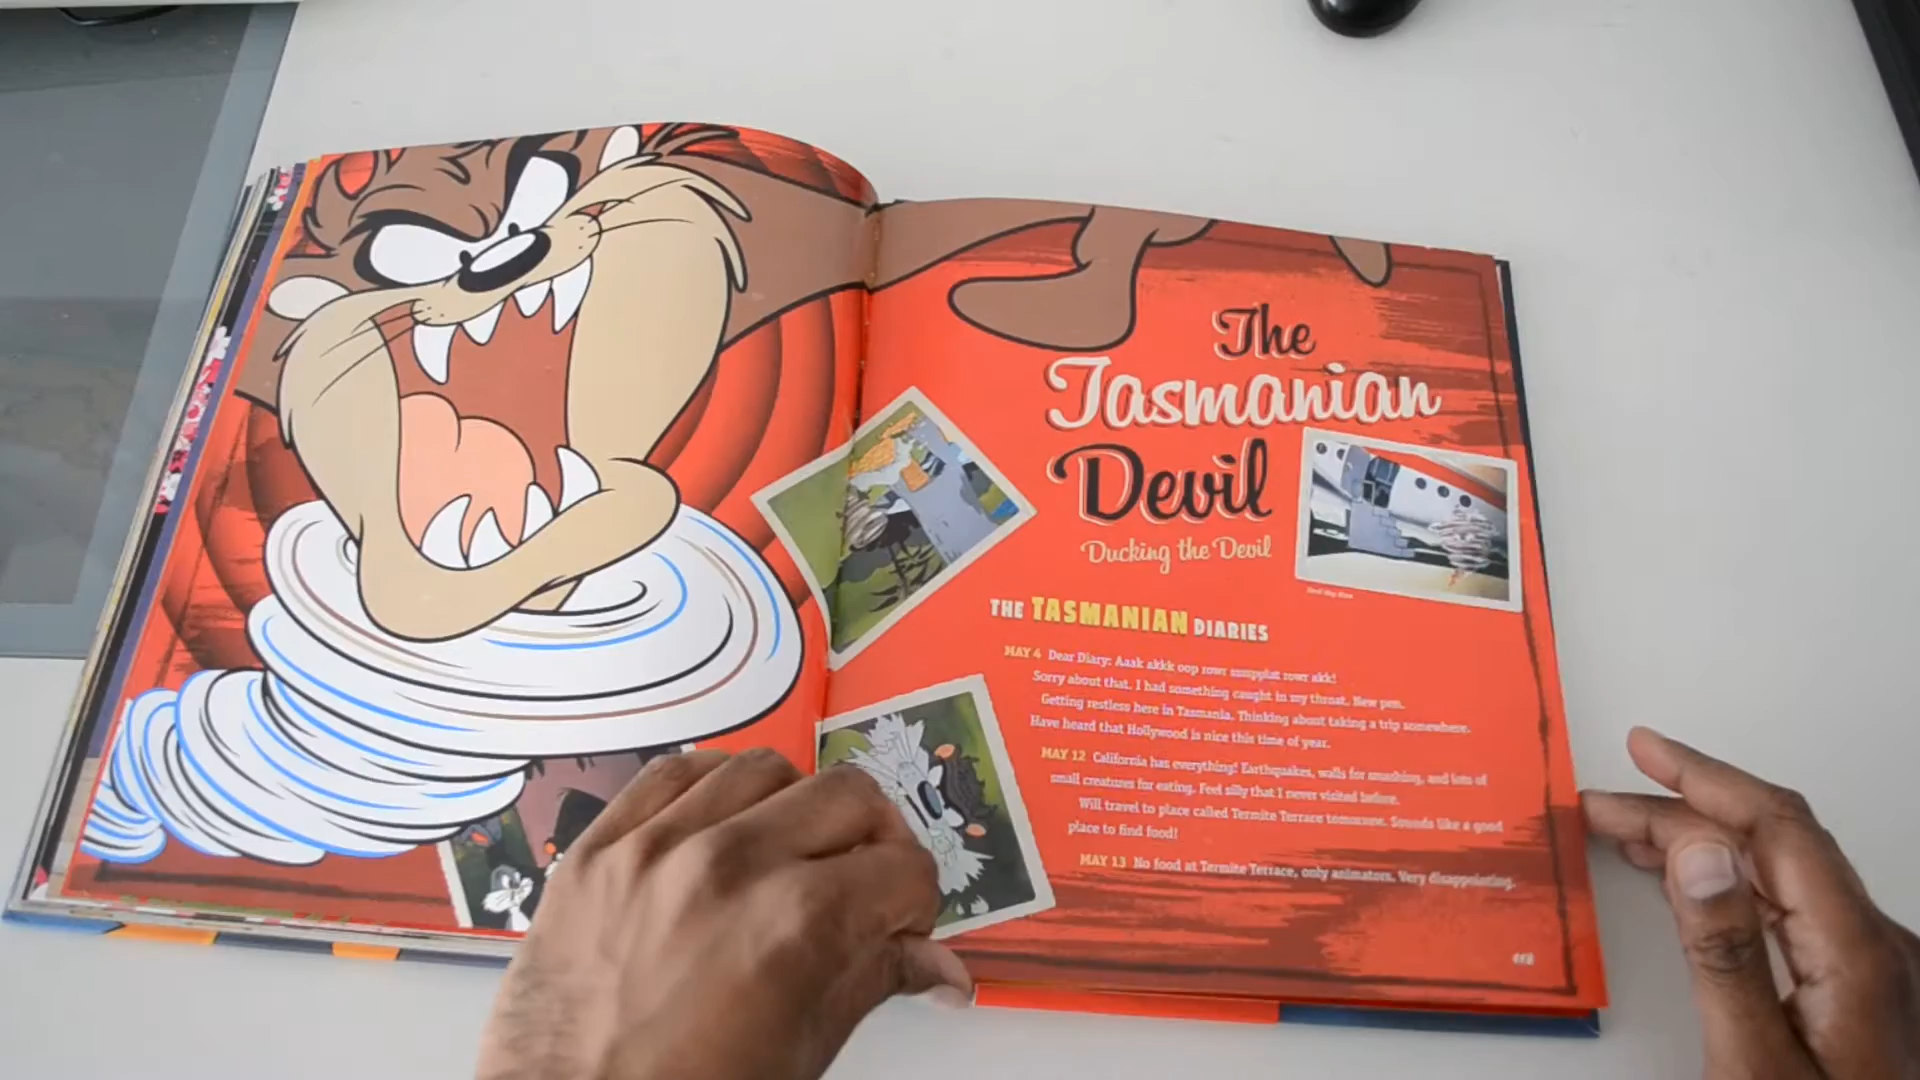 The
Tasmanian
Devil
Ducking the Devil
THE TASMANIAN DIARIES
MAY 4 Dear Diary: Aaak akkk oop rowr rowr akk!
Sorry about that. I had something caught in my throat. New pen.
Getting restless here in Tasmania. Thinking about taking a trip somewhere.
Have heard that Hollywood is nice this time of year.
MAY 12 California has everything! Earthquakes, walls for smashing, and lots of
small creatures for eating. Feel silly that I never visited before.
Will travel to place called Termite Terrace tomorrow. Sounds like a good
place to find food!
MAY 13 No food at Termite Terrace, only animators. Very disappointing.